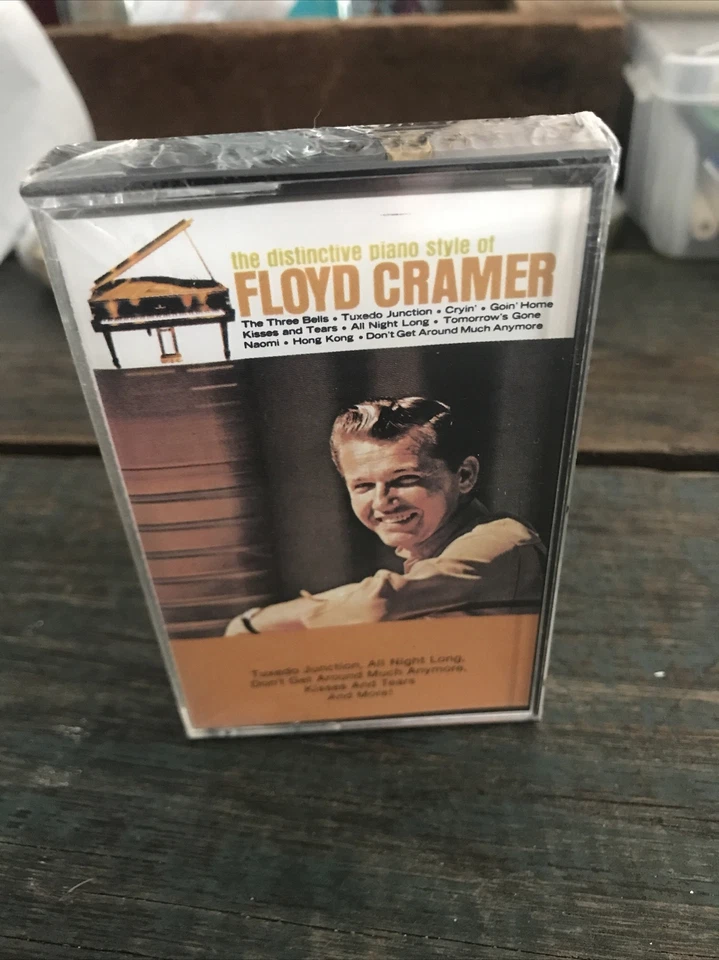 the distinctive piano style of
FLOYD CRAMER
The Three Bells • Tuxedo Junction • Cryin' • Goin' Home
Kisses and Tears • All Night Long • Tomorrow's Gone
Naomi • Hong Kong • Don't Get Around Much Anymore
Tuxedo Junction, All Night Long,
Don't Get Around Much Anymore,
Kisses And Tears
And More!